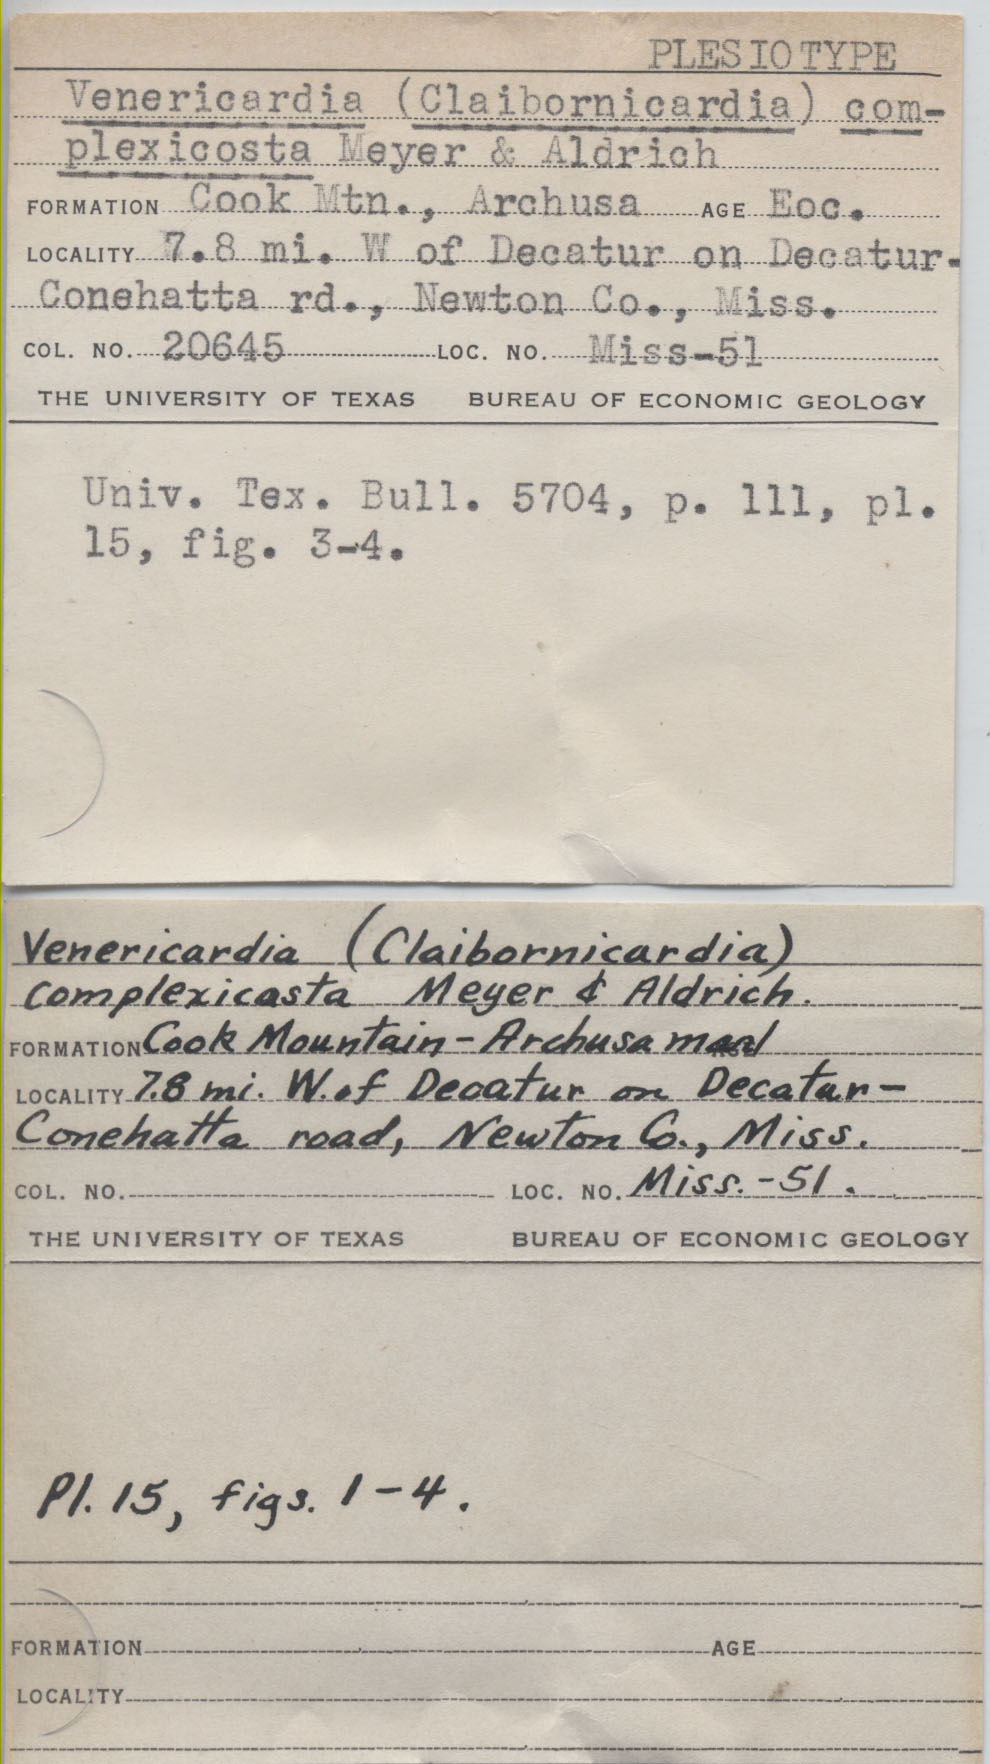 PLESIOTYPE
Venericardia (Claibornicardia) com-
plexicosta Meyer & Aldrich
FORMATION Cook Mtn., Archusa AGE Eoc.
LOCALITY 7.8 mi. W of Decatur on Decatur-
Conehatta rd., Newton Co., Miss.
COL. NO. 20645 LOC. NO. Miss-51
THE UNIVERSITY OF TEXAS BUREAU OF ECONOMIC GEOLOGY
Univ. Tex. Bull. 5704, p. 111, pl.
15, fig. 3-4.
Venericardia (Claibornicardia)
complexicasta Meyer & Aldrich.
FORMATION Cook Mountain - Archusa
LOCALITY 7.8 mi. W. of Decatur on Decatur-
Conehatta road, Newton Co., Miss.
COL. NO. LOC. NO. Miss.-51.
THE UNIVERSITY OF TEXAS BUREAU OF ECONOMIC GEOLOGY
Pl. 15, figs. 1-4.
FORMATION AGE
LOCALITY